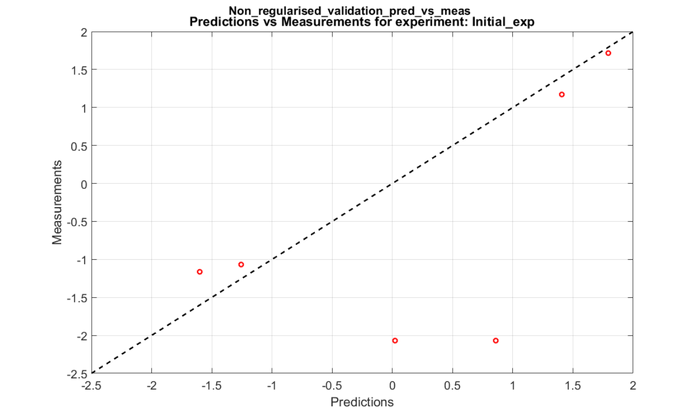 Non_regularised_validation_pred_vs_meas
Predictions vs Measurements for experiment: Initial_exp
2
1.5
1
0.5
0
-0.5
-1
-1.5
-2
-2.5
Measurements
-2.5 -2 -1.5 -1 -0.5 0 0.5 1 1.5 2
Predictions